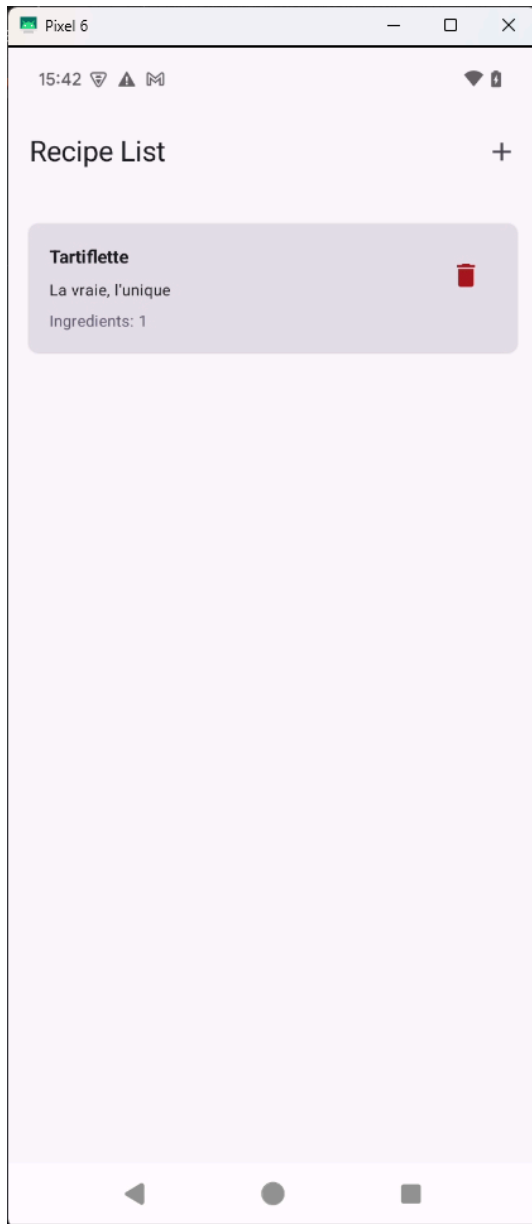 Pixel 6
15:42
Recipe List
Tartiflette
La vraie, l'unique
Ingredients: 1